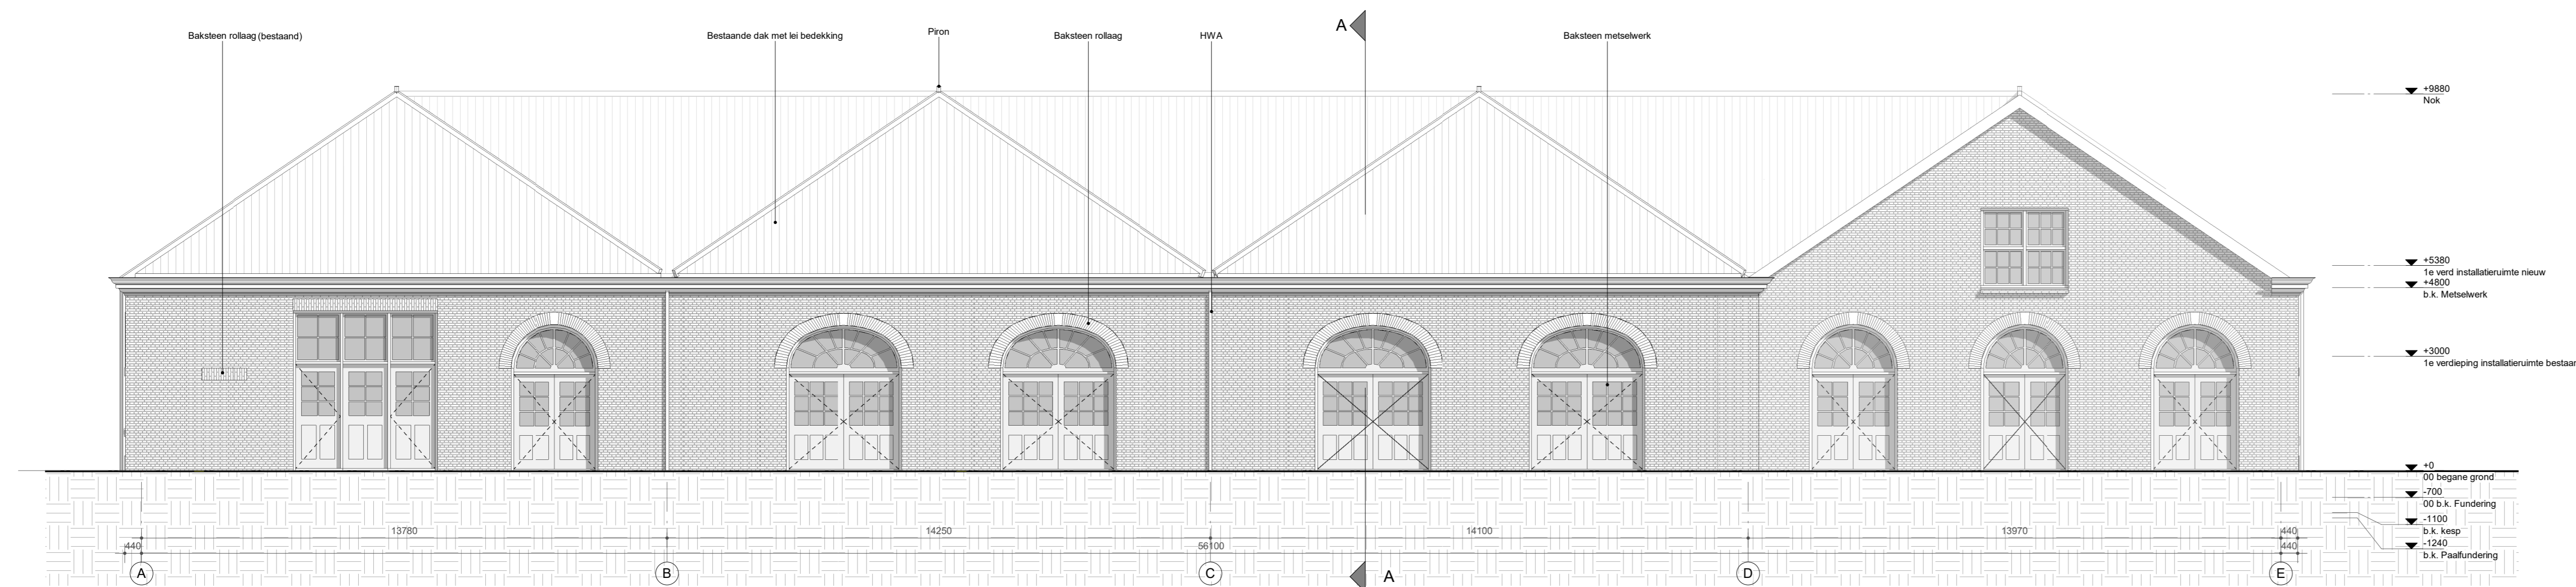 A
Baksteen rollaag (bestaand)
Bestaande dak met lei bedekking
Piron
Baksteen rollaag
HWA
Baksteen metselwerk
+9880
Nok
+5380
1e verd installatieruimte nieuw
+4800
b.k. Metselwerk
+3000
1e verdieping installatieruimte bestaan
+0
00 begane grond
-700
00 b.k. Fundering
-1100
b.k. kesp
-1240
b.k. Paalfundering
13780
14250
14100
13970
440
440
56100
440
A
B
C
A
D
E